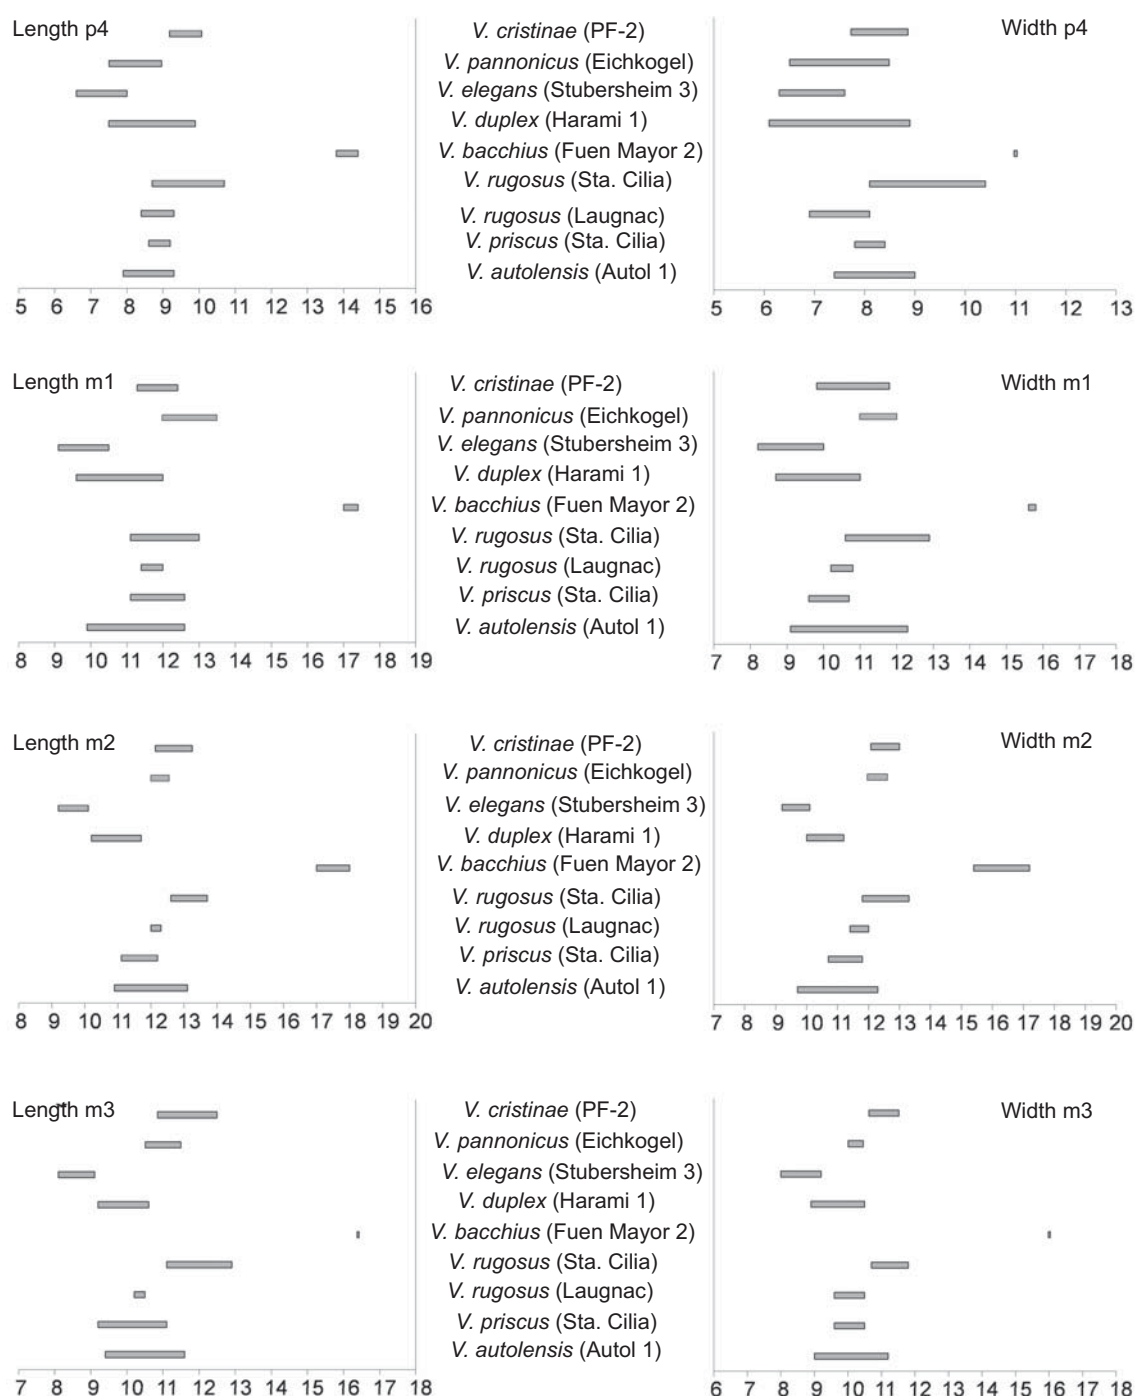 Length p4
Width p4
V. cristinae (PF-2)
V. pannonicus (Eichkogel)
V. elegans (Stubersheim 3)
V. duplex (Harami 1)
V. bacchius (Fuen Mayor 2)
V. rugosus (Sta. Cilia)
V. rugosus (Laugnac)
V. priscus (Sta. Cilia)
V. autolensis (Autol 1)
5 6 7 8 9 10 11 12 13 14 15 16
5 6 7 8 9 10 11 12 13
Length m1
Width m1
V. cristinae (PF-2)
V. pannonicus (Eichkogel)
V. elegans (Stubersheim 3)
V. duplex (Harami 1)
V. bacchius (Fuen Mayor 2)
V. rugosus (Sta. Cilia)
V. rugosus (Laugnac)
V. priscus (Sta. Cilia)
V. autolensis (Autol 1)
8 9 10 11 12 13 14 15 16 17 18 19
7 8 9 10 11 12 13 14 15 16 17 18
Length m2
Width m2
V. cristinae (PF-2)
V. pannonicus (Eichkogel)
V. elegans (Stubersheim 3)
V. duplex (Harami 1)
V. bacchius (Fuen Mayor 2)
V. rugosus (Sta. Cilia)
V. rugosus (Laugnac)
V. priscus (Sta. Cilia)
V. autolensis (Autol 1)
8 9 10 11 12 13 14 15 16 17 18 19 20
7 8 9 10 11 12 13 14 15 16 17 18 19 20
Length m3
Width m3
V. cristinae (PF-2)
V. pannonicus (Eichkogel)
V. elegans (Stubersheim 3)
V. duplex (Harami 1)
V. bacchius (Fuen Mayor 2)
V. rugosus (Sta. Cilia)
V. rugosus (Laugnac)
V. priscus (Sta. Cilia)
V. autolensis (Autol 1)
7 8 9 10 11 12 13 14 15 16 17 18
6 7 8 9 10 11 12 13 14 15 16 17 18